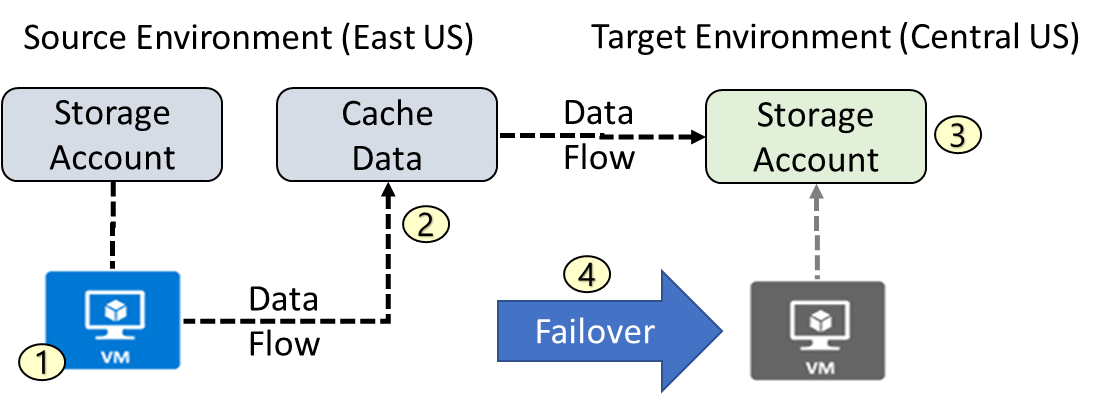 Source Environment (East US)
Target Environment (Central US)
Storage
Account
Cache
Data
Data
Flow
Storage
Account
3
2
4
Data
Flow
Failover
1
VM
VM